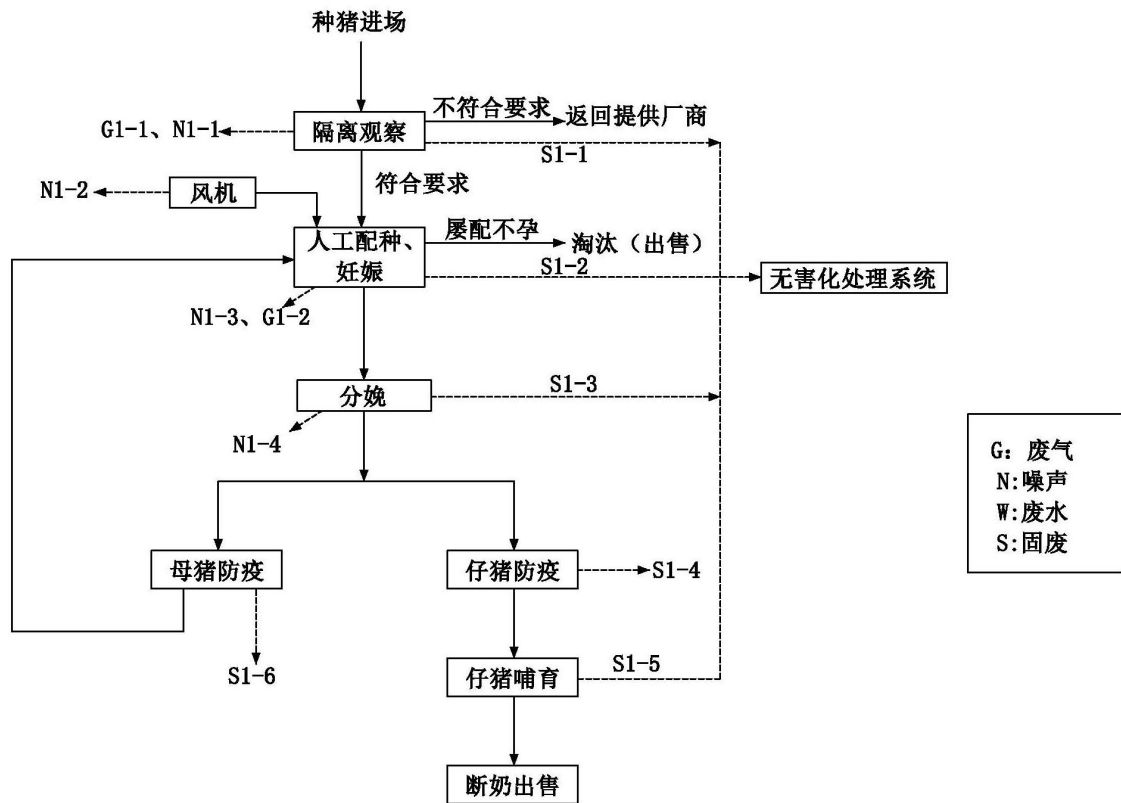 种猪进场
不符合要求
G1-1、N1-1
隔离观察
返回提供厂商
S1-1
符合要求
N1-2
风机
屡配不孕
人工配种、
妊娠
淘汰（出售）
S1-2
无害化处理系统
N1-3、G1-2
分娩
S1-3
N1-4
G：废气
N:噪声
W:废水
S:固废
母猪防疫
仔猪防疫
S1-4
S1-6
仔猪哺育
S1-5
断奶出售